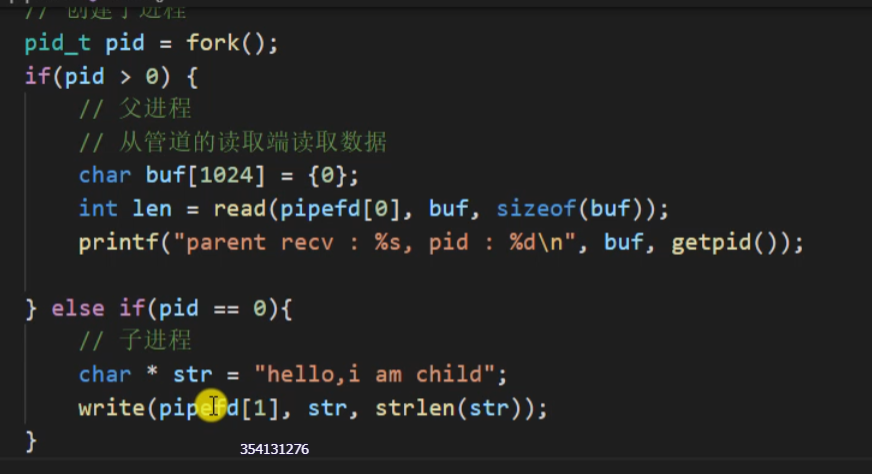 // 创建子进程
pid_t pid = fork();
if(pid > 0) {
// 父进程
// 从管道的读取端读取数据
char buf[1024] = {0};
int len = read(pipefd[0], buf, sizeof(buf));
printf("parent recv : %s, pid : %d\n", buf, getpid());
} else if(pid == 0){
// 子进程
char * str = "hello,i am child";
write(pipefd[1], str, strlen(str));
}
354131276